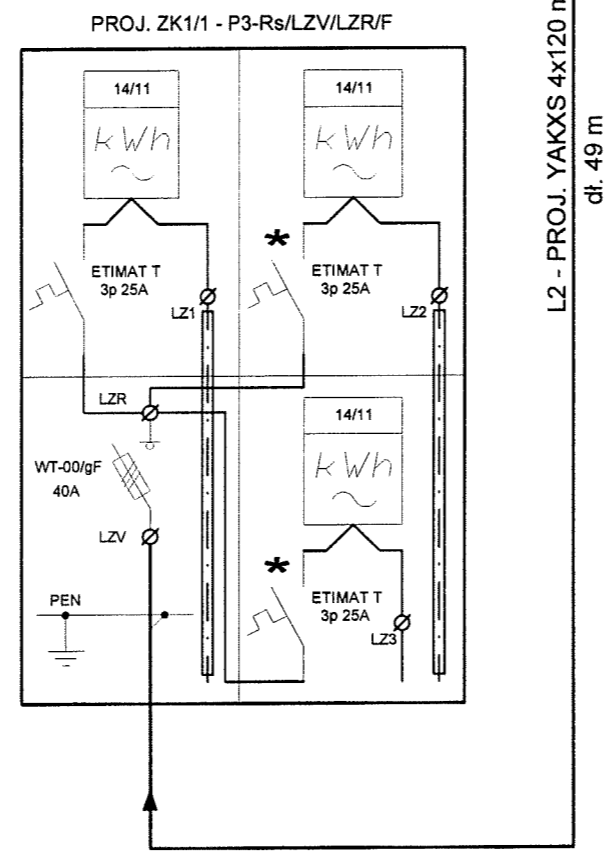 PROJ. ZK1/1 - P3-Rs/LZV/LZR/F
14/11
kWh
ETIMAT T
3p 25A
LZ1
14/11
kWh
*
ETIMAT T
3p 25A
LZ2
LZR
WT-00/gF
40A
LZV
PEN
14/11
kWh
*
ETIMAT T
3p 25A
LZ3
L2 - PROJ. YAKXS 4x120
dł. 49 m